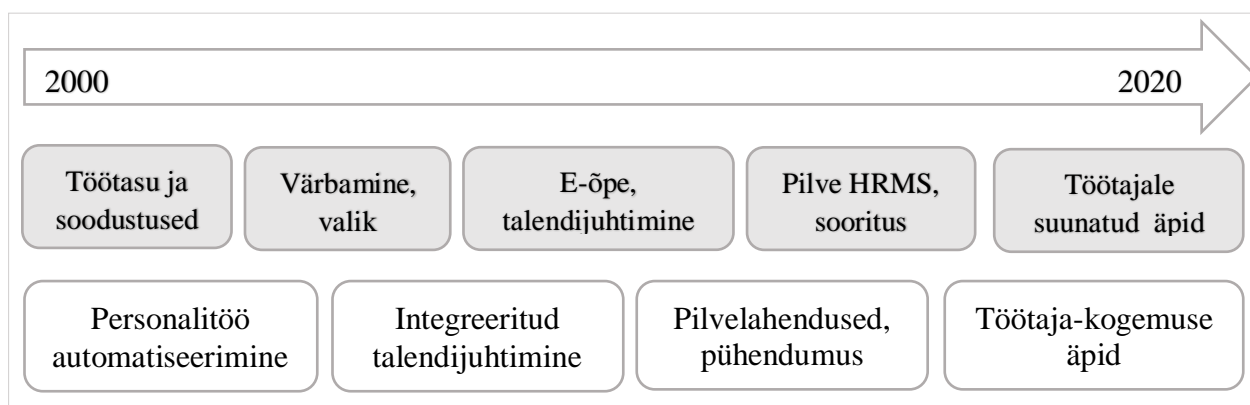 2000 2020
Töötasu ja
soodustused
Värbamine,
valik
E-õpe,
talendijuhtimine
Pilve HRMS,
sooritus
Töötajale
suunatud äpid
Personalitöö
automatiseerimine
Integreeritud
talendijuhtimine
Pilvelahendused,
pühendumus
Töötaja-kogemuse
äpid